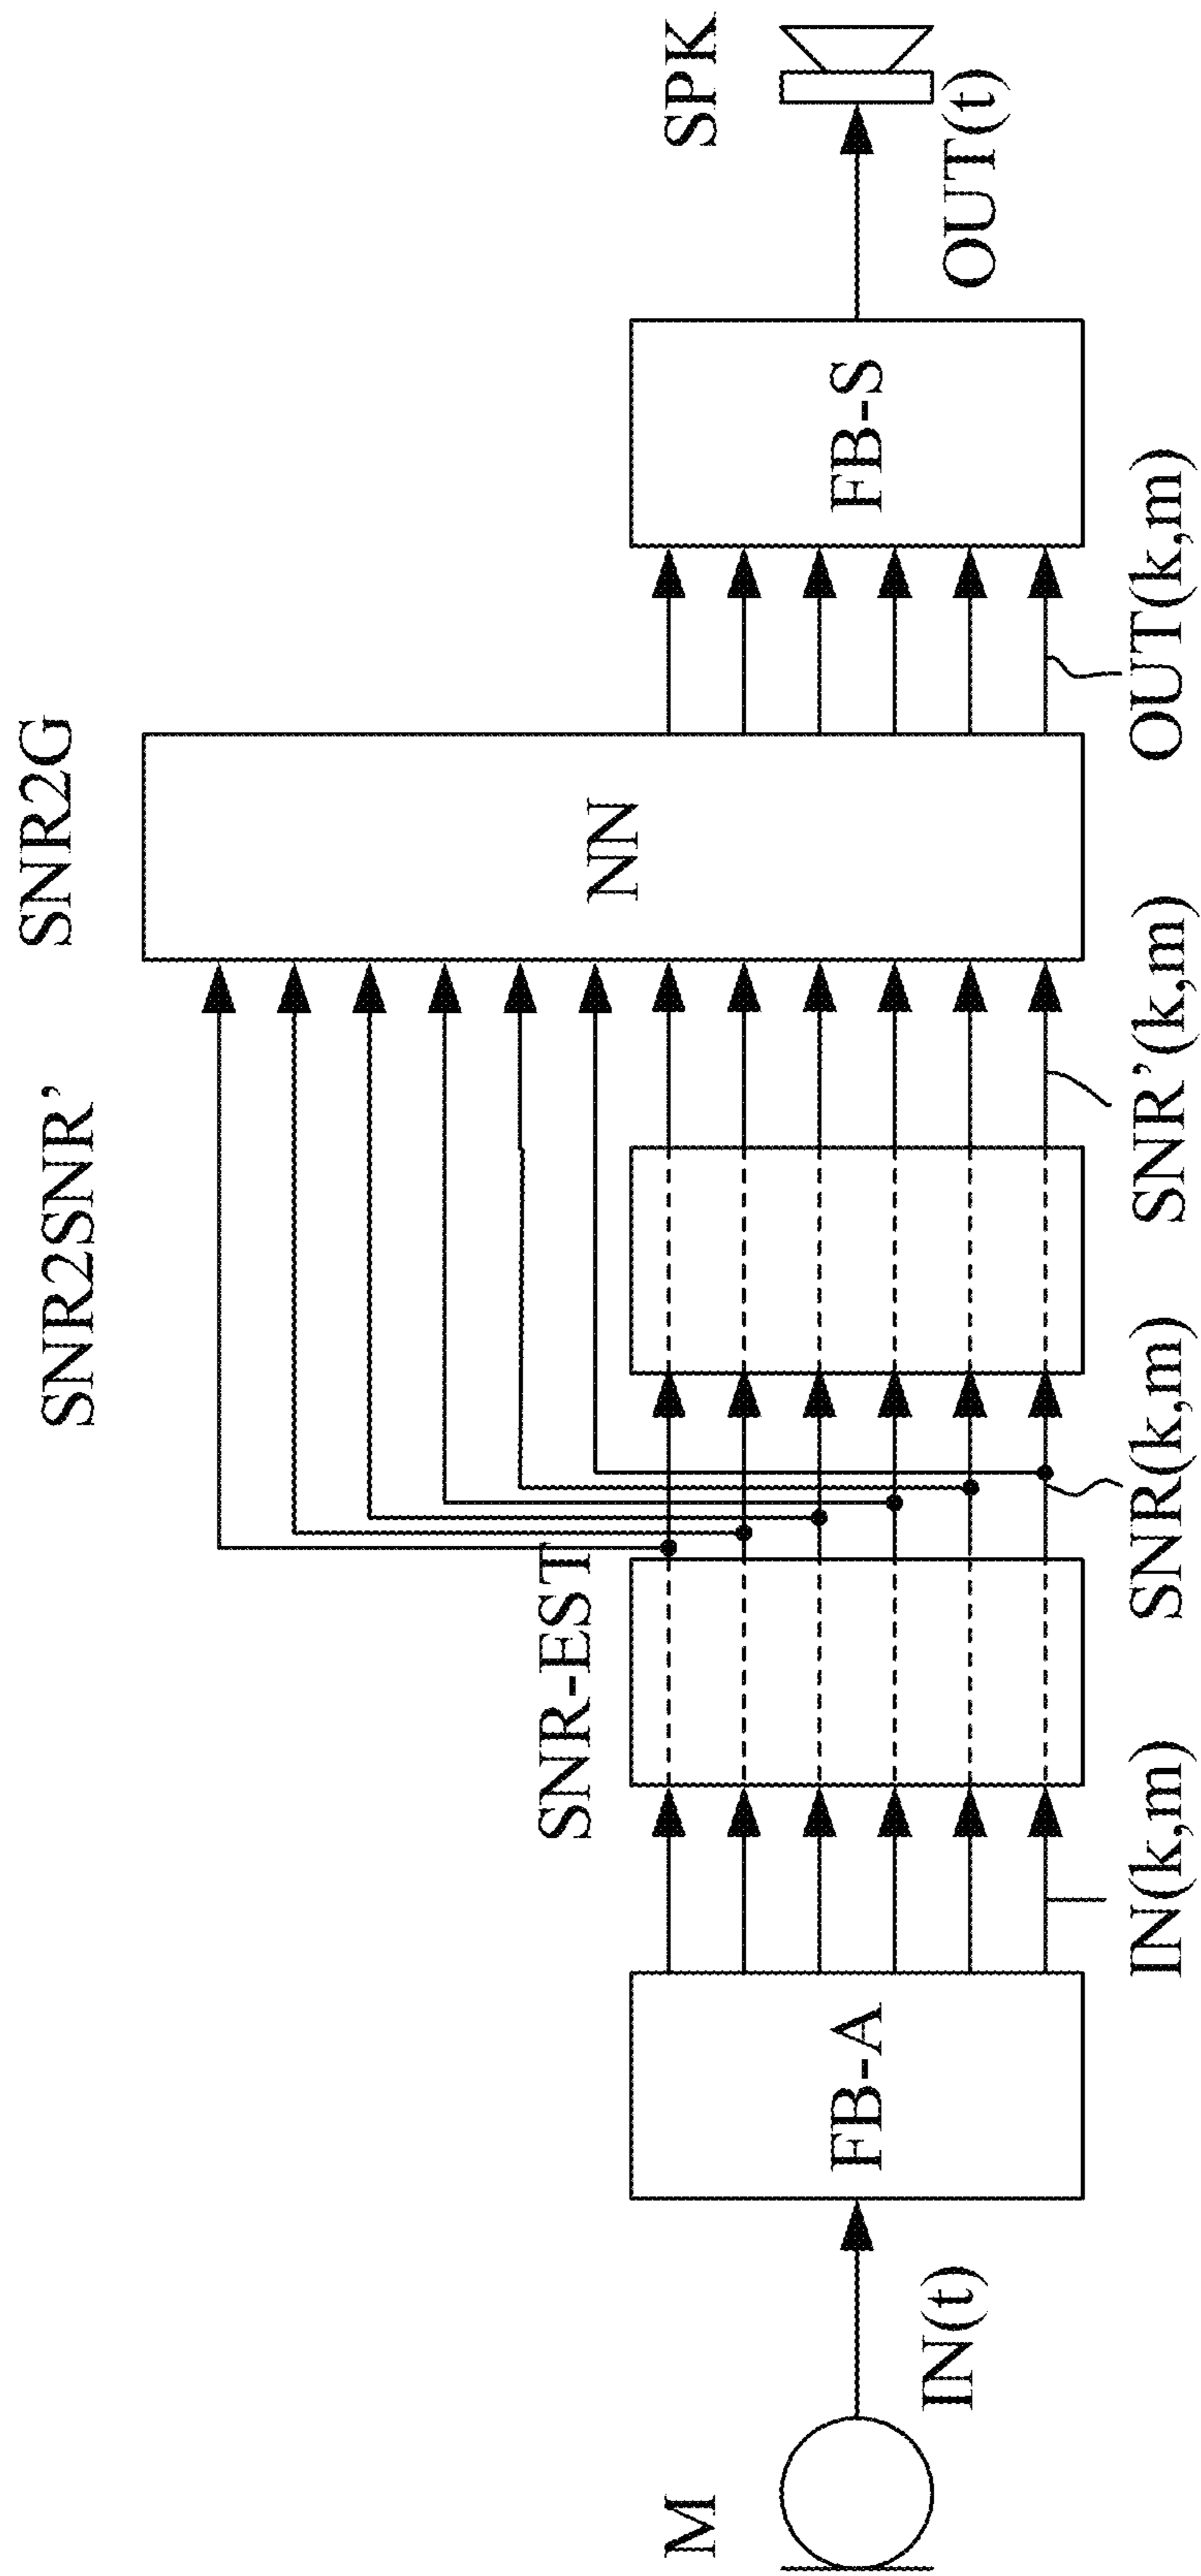 SNR2SNR’
SNR2G
SNR-EST
M
SPK
FB-A
NN
FB-S
IN(t)
OUT(t)
IN(k,m)
SNR(k,m)
SNR’(k,m)
OUT(k,m)